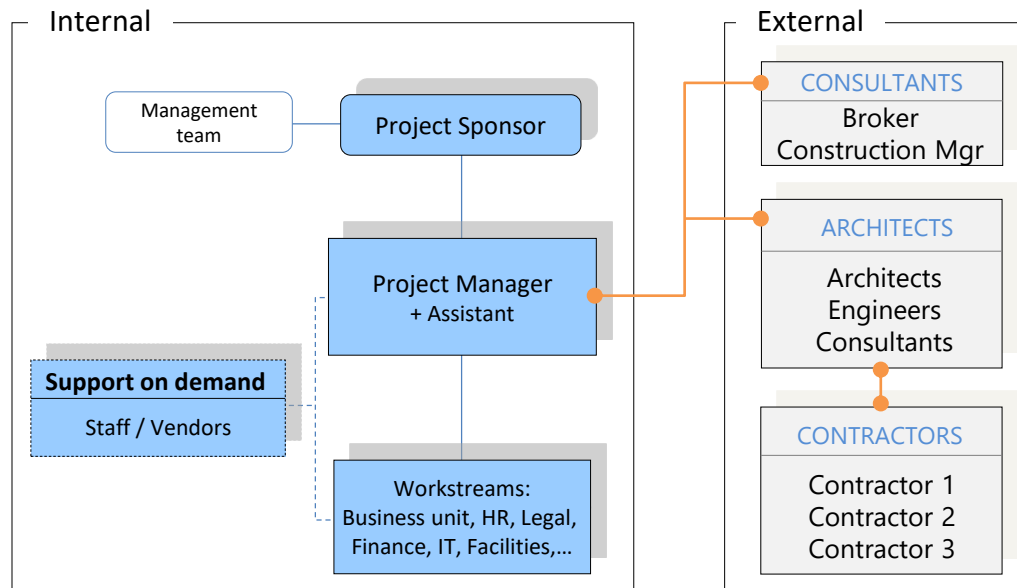 Internal
Management
team
Project Sponsor
Project Manager
+ Assistant
Support on demand
Staff / Vendors
Workstreams:
Business unit, HR, Legal,
Finance, IT, Facilities,...
External
CONSULTANTS
Broker
Construction Mgr
ARCHITECTS
Architects
Engineers
Consultants
CONTRACTORS
Contractor 1
Contractor 2
Contractor 3